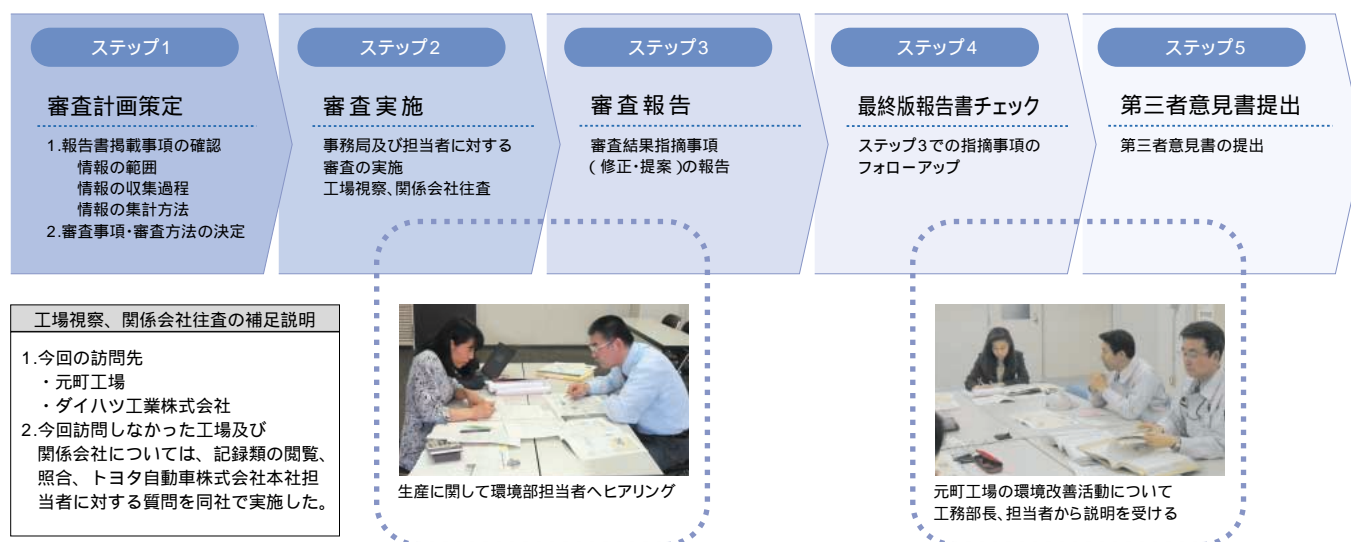 ステップ1
審査計画策定
1.報告書掲載事項の確認
情報の範囲
情報の収集過程
情報の集計方法
2.審査事項・審査方法の決定
ステップ2
審査実施
事務局及び担当者に対する
審査の実施
工場視察、関係会社往査
ステップ3
審査報告
審査結果指摘事項
(修正・提案)の報告
ステップ4
最終版報告書チェック
ステップ3での指摘事項の
フォローアップ
ステップ5
第三者意見書提出
第三者意見書の提出
工場視察、関係会社往査の補足説明
1.今回の訪問先
・元町工場
・ダイハツ工業株式会社
2.今回訪問しなかった工場及び
関係会社については、記録類の閲覧、
照合、トヨタ自動車株式会社本社担
当者に対する質問を同社で実施した。
生産に関して環境部担当者へヒアリング
元町工場の環境改善活動について
工務部長、担当者から説明を受ける